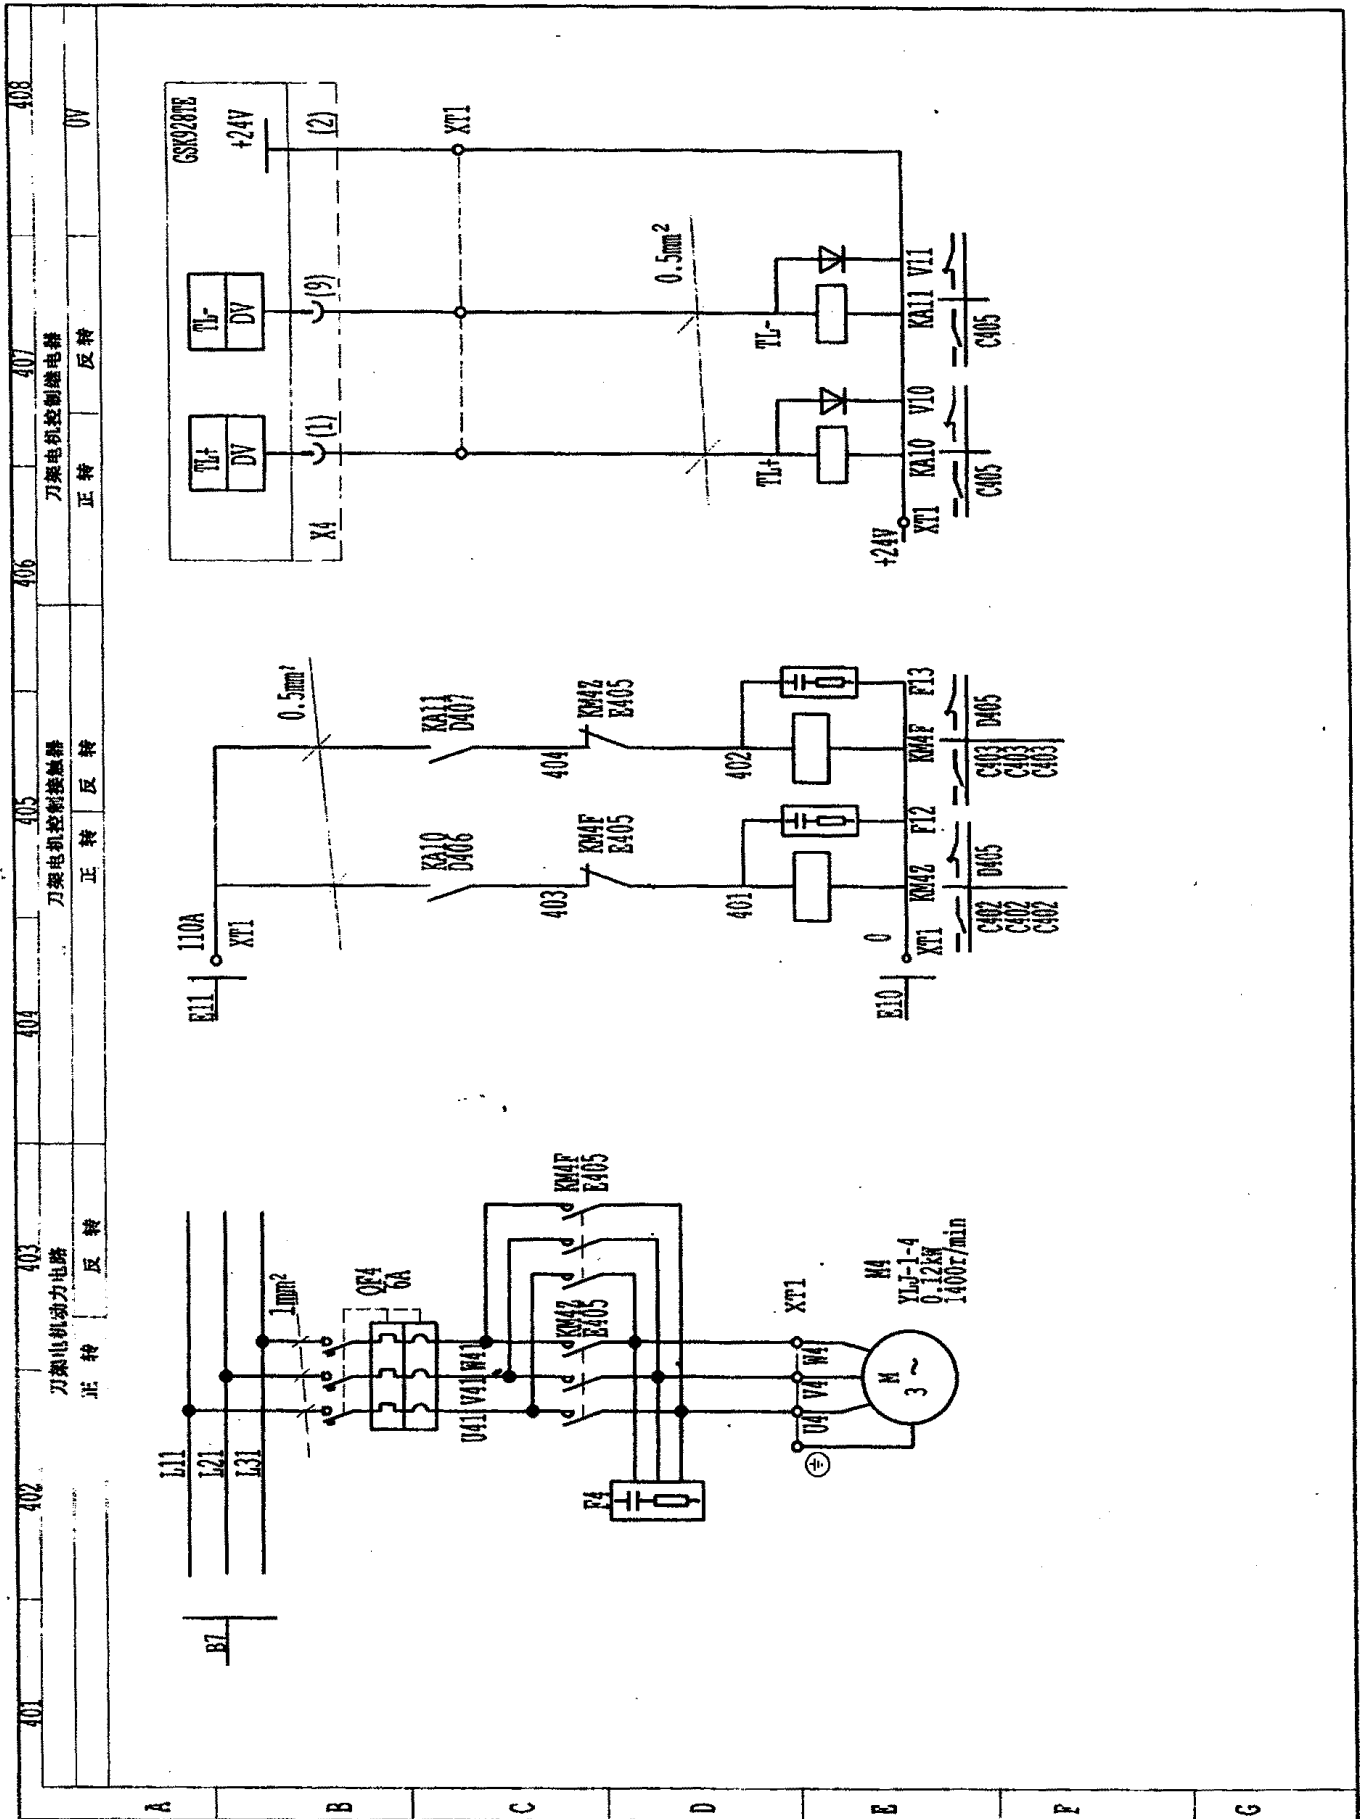 401
402
403
404
405
406
407
408
刀架电机动力电路
刀架电机控制接触器
刀架电机控制继电器
0V
正 转
反 转
正 转
反 转
正 转
反 转
A
B
C
D
E
F
G
B7
L11
L21
L31
1mm²
QF4
6A
U41
V41
W41
KM4Z
E405
KM4F
E405
F4
XT1
U41
V4
W4
M
3 ~
M4
YLJ-1-4
0.12kW
1400r/min
E11
110A
XT1
0.5mm²
KA10
D406
KA11
D407
403
KM4F
E405
404
KM4Z
E405
401
402
E10
0
XT1
KM4Z
F12
KM4F
F13
C402
C402
C402
D405
C403
C403
C403
D405
GSK928TE
TL+
DV
TL-
DV
+24V
X4
(1)
(9)
(2)
XT1
0.5mm²
TL+
TL-
+24V
XT1
KA10
V10
KA11
V11
C405
C405